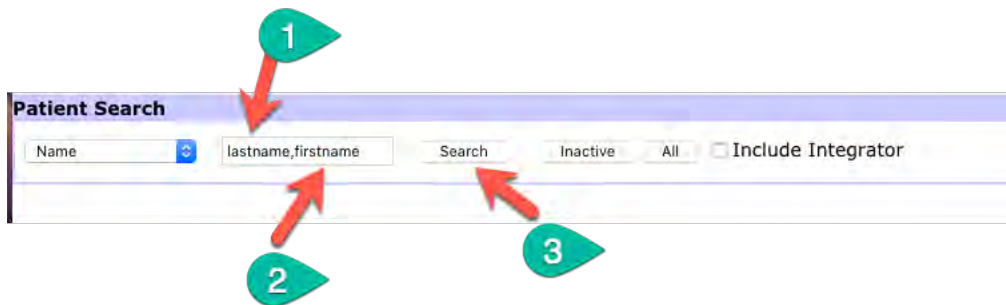 1
Patient Search
Name lastname,firstname Search Inactive All Include Integrator
2
3